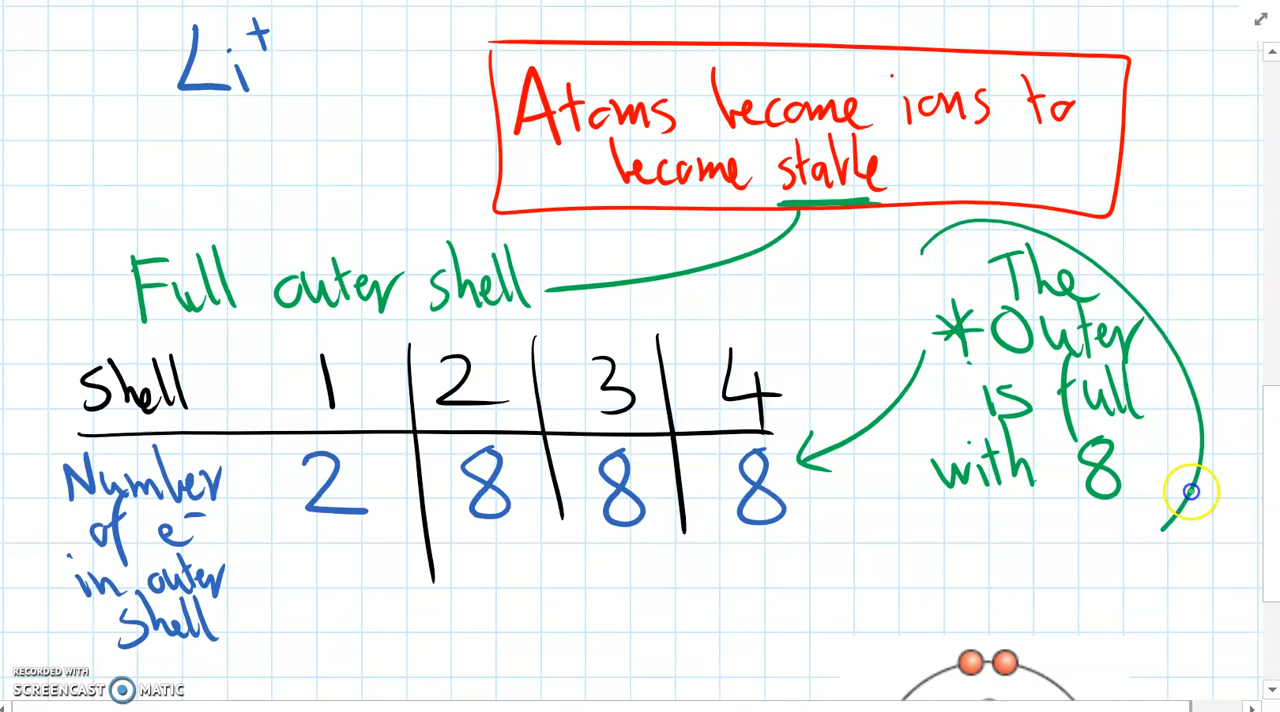 Li+
Atoms become ions to
become stable
Full outer shell
The
*Outer
is full
with 8
shell 1 2 3 4
Number
of e-
in outer
shell
2 8 8 8
RECORDED WITH
SCREENCAST MATIC